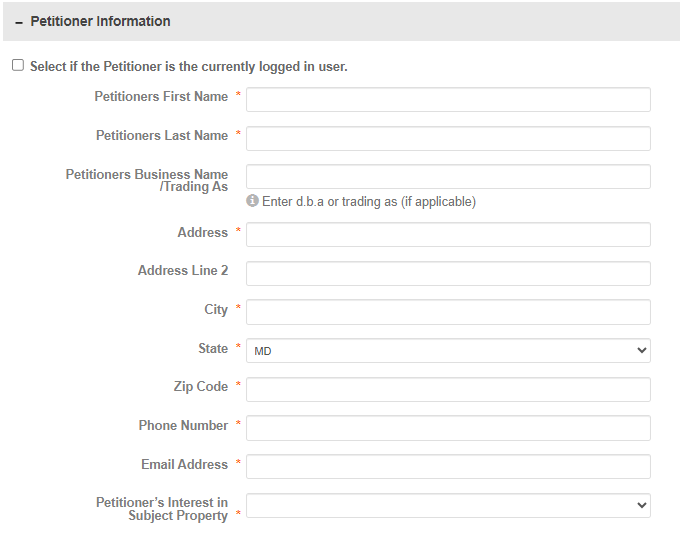 – Petitioner Information
Select if the Petitioner is the currently logged in user.
Petitioners First Name *
Petitioners Last Name *
Petitioners Business Name
/Trading As
Enter d.b.a or trading as (if applicable)
Address *
Address Line 2
City *
State * MD
Zip Code *
Phone Number *
Email Address *
Petitioner’s Interest in
Subject Property *